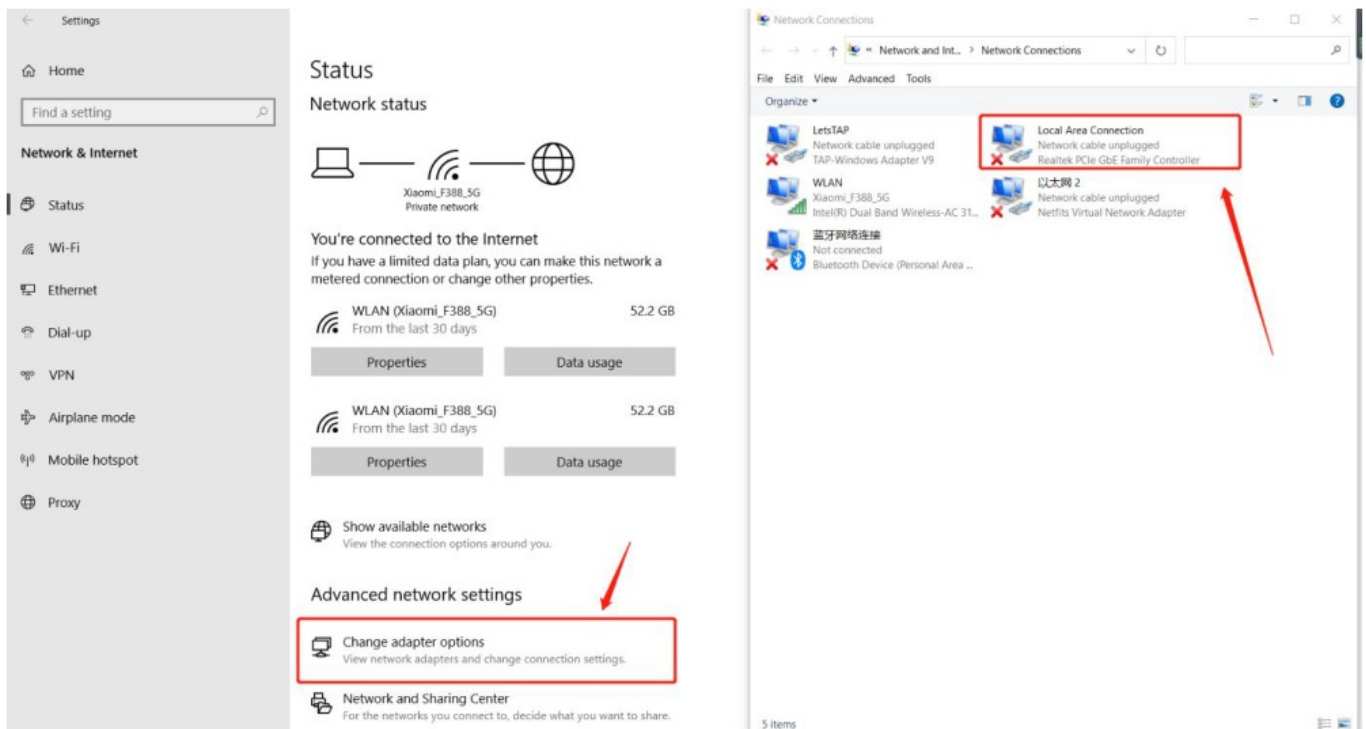 Settings
Home
Find a setting
Network & Internet
Status
Wi-Fi
Ethernet
Dial-up
VPN
Airplane mode
Mobile hotspot
Proxy
Status
Network status
Xiaomi_F388_5G
Private network
You're connected to the Internet
If you have a limited data plan, you can make this network a
metered connection or change other properties.
WLAN (Xiaomi_F388_5G) 52.2 GB
From the last 30 days
Properties Data usage
WLAN (Xiaomi_F388_5G) 52.2 GB
From the last 30 days
Properties Data usage
Show available networks
View the connection options around you.
Advanced network settings
Change adapter options
View network adapters and change connection settings.
Network and Sharing Center
For the networks you connect to, decide what you want to share.
Network Connections
« Network and Int... > Network Connections
File Edit View Advanced Tools
Organize
LetsTAP
Network cable unplugged
TAP-Windows Adapter V9
Local Area Connection
Network cable unplugged
Realtek PCIe GbE Family Controller
WLAN
Xiaomi_F388_5G
Intel(R) Dual Band Wireless-AC 31...
以太网 2
Network cable unplugged
Netfits Virtual Network Adapter
蓝牙网络连接
Not connected
Bluetooth Device (Personal Area ...
5 items